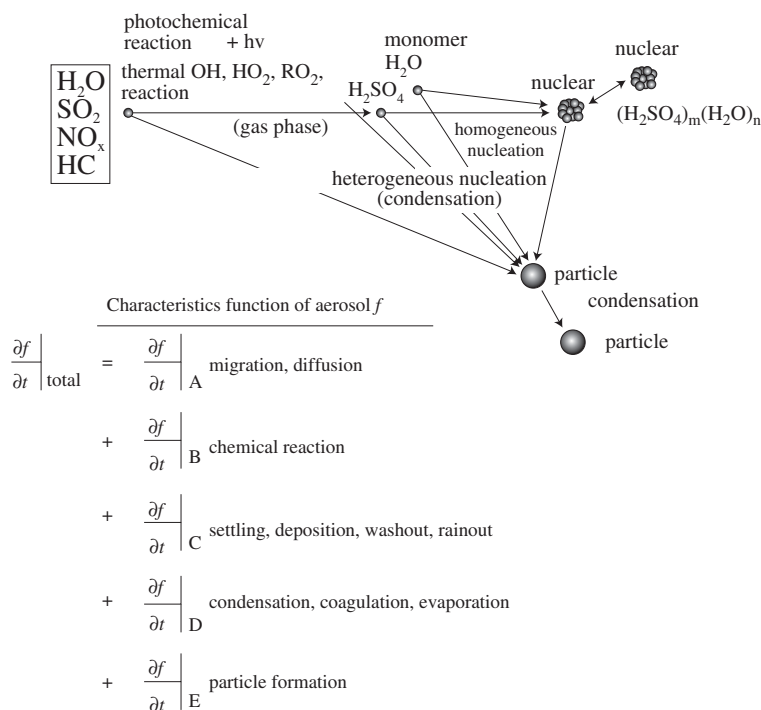 photochemical
reaction + hv
thermal OH, HO₂, RO₂,
reaction
H₂O
SO₂
NOₓ
HC
(gas phase)
monomer
H₂O
H₂SO₄
nuclear
nuclear
(H₂SO₄)ₘ(H₂O)ₙ
homogeneous
nucleation
heterogeneous nucleation
(condensation)
particle
condensation
particle
Characteristics function of aerosol f
∂f/∂t | total = ∂f/∂t | A migration, diffusion
+ ∂f/∂t | B chemical reaction
+ ∂f/∂t | C settling, deposition, washout, rainout
+ ∂f/∂t | D condensation, coagulation, evaporation
+ ∂f/∂t | E particle formation